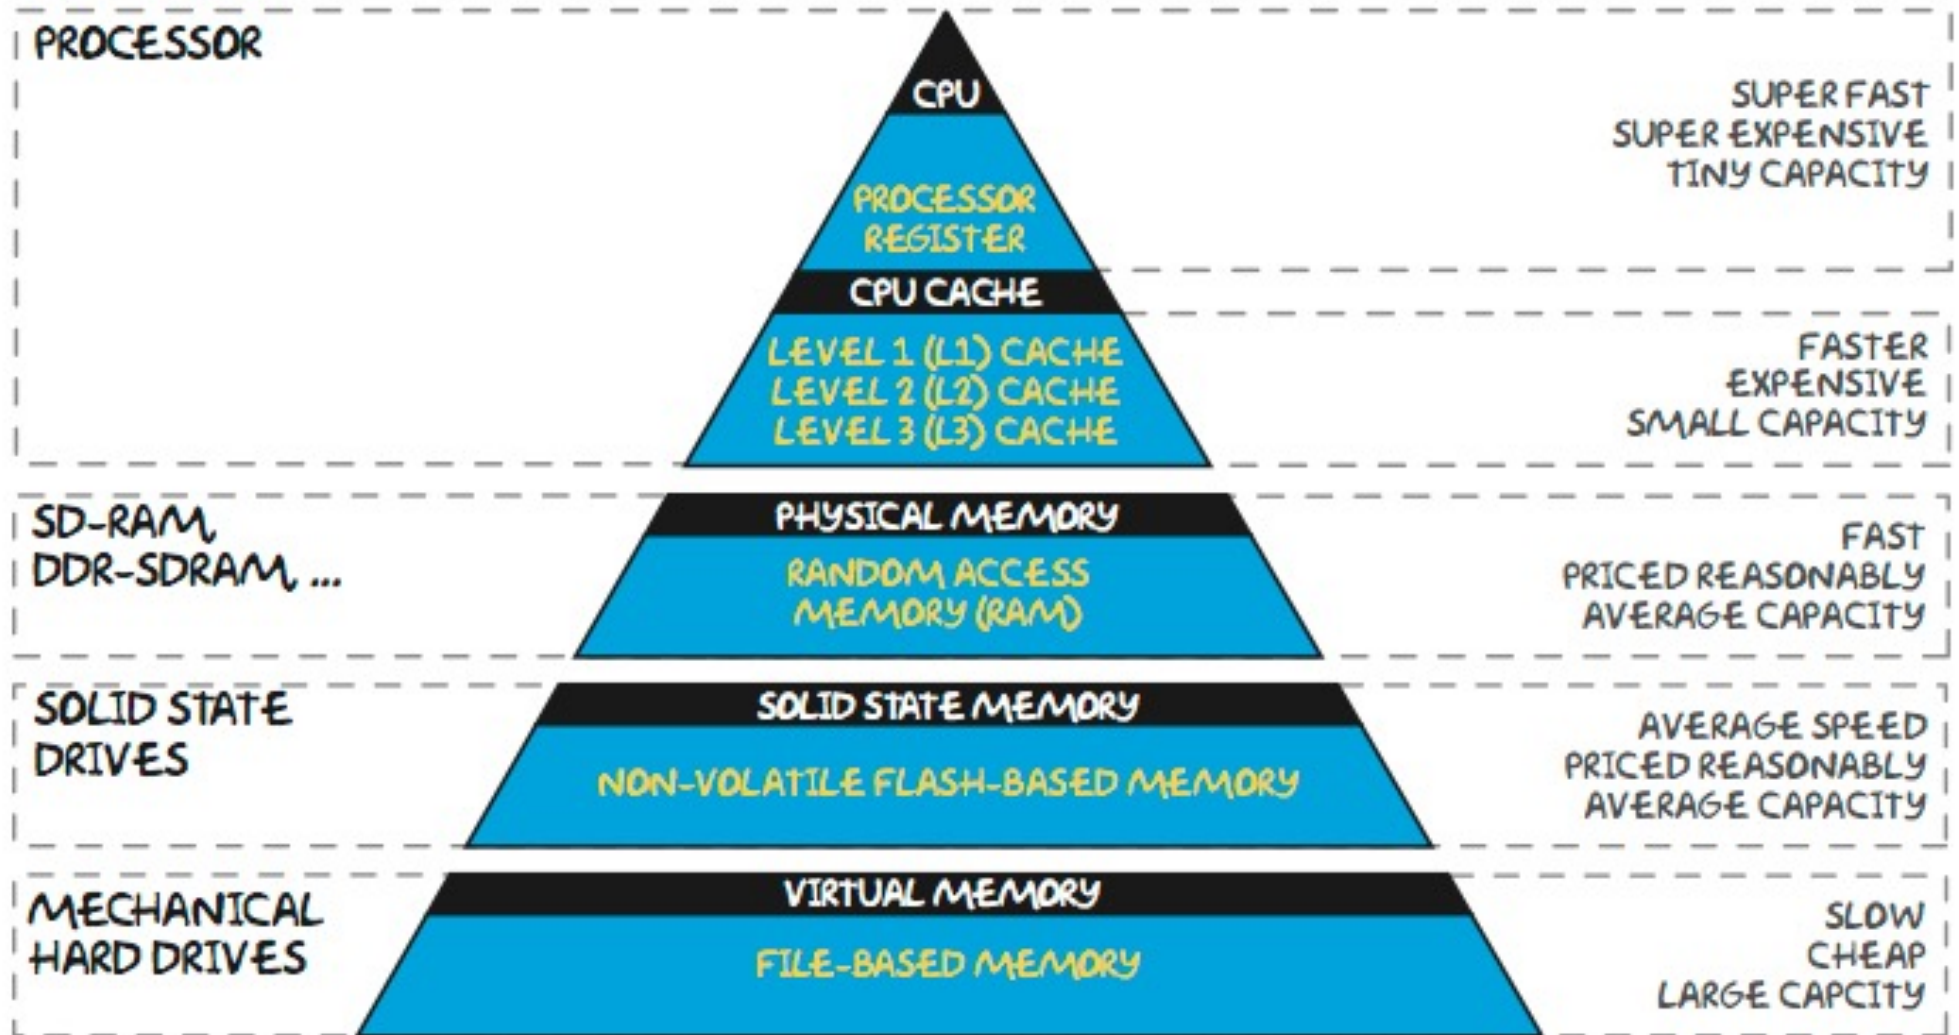 PROCESSOR
CPU
SUPER FAST
SUPER EXPENSIVE
TINY CAPACITY
PROCESSOR
REGISTER
CPU CACHE
LEVEL 1 (L1) CACHE
LEVEL 2 (L2) CACHE
LEVEL 3 (L3) CACHE
FASTER
EXPENSIVE
SMALL CAPACITY
SD-RAM,
DDR-SDRAM, ...
PHYSICAL MEMORY
RANDOM ACCESS
MEMORY (RAM)
FAST
PRICED REASONABLY
AVERAGE CAPACITY
SOLID STATE
DRIVES
SOLID STATE MEMORY
NON-VOLATILE FLASH-BASED MEMORY
AVERAGE SPEED
PRICED REASONABLY
AVERAGE CAPACITY
MECHANICAL
HARD DRIVES
VIRTUAL MEMORY
FILE-BASED MEMORY
SLOW
CHEAP
LARGE CAPCITY